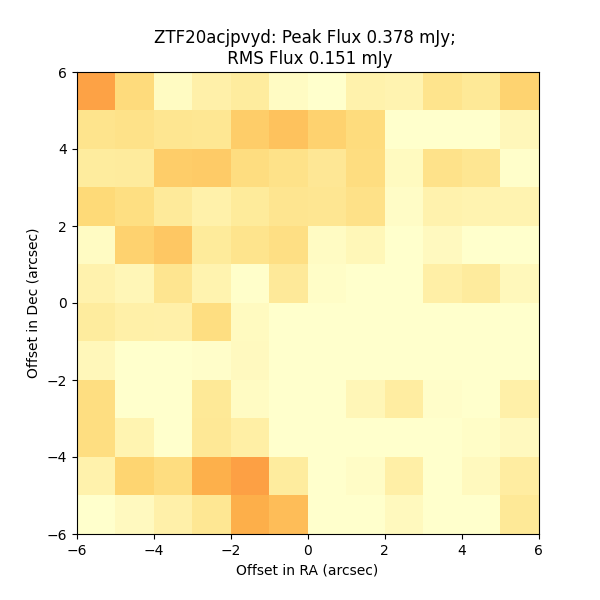 ZTF20acjpvyd: Peak Flux 0.378 mJy;
RMS Flux 0.151 mJy
6
4
2
0
−2
−4
−6
Offset in Dec (arcsec)
−6 −4 −2 0 2 4 6
Offset in RA (arcsec)